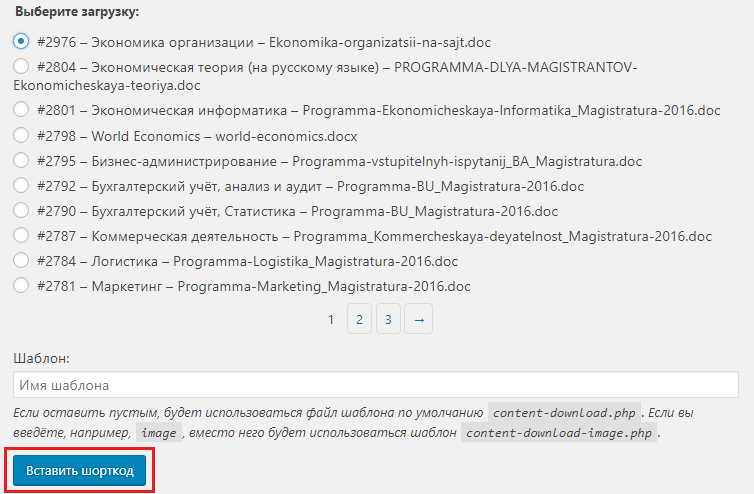 Выберите загрузку:
#2976 – Экономика организации – Ekonomika-organizatsii-na-sajt.doc
#2804 – Экономическая теория (на русскому языке) – PROGRAMMA-DLYA-MAGISTRANTOV-
Ekonomicheskaya-teoriya.doc
#2801 – Экономическая информатика – Programma-Ekonomicheskaya-Informatika_Magistratura-2016.doc
#2798 – World Economics – world-economics.docx
#2795 – Бизнес-администрирование – Programma-vstupitelnyh-ispytanij_BA_Magistratura.doc
#2792 – Бухгалтерский учёт, анализ и аудит – Programma-BU_Magistratura-2016.doc
#2790 – Бухгалтерский учёт, Статистика – Programma-BU_Magistratura-2016.doc
#2787 – Коммерческая деятельность – Programma_Kommercheskaya-deyatelnost_Magistratura-2016.doc
#2784 – Логистика – Programma-Logistika_Magistratura-2016.doc
#2781 – Маркетинг – Programma-Marketing_Magistratura-2016.doc
1 2 3 →
Шаблон:
Имя шаблона
Если оставить пустым, будет использоваться файл шаблона по умолчанию content-download.php. Если вы
введёте, например, image, вместо него будет использоваться шаблон content-download-image.php.
Вставить шорткод